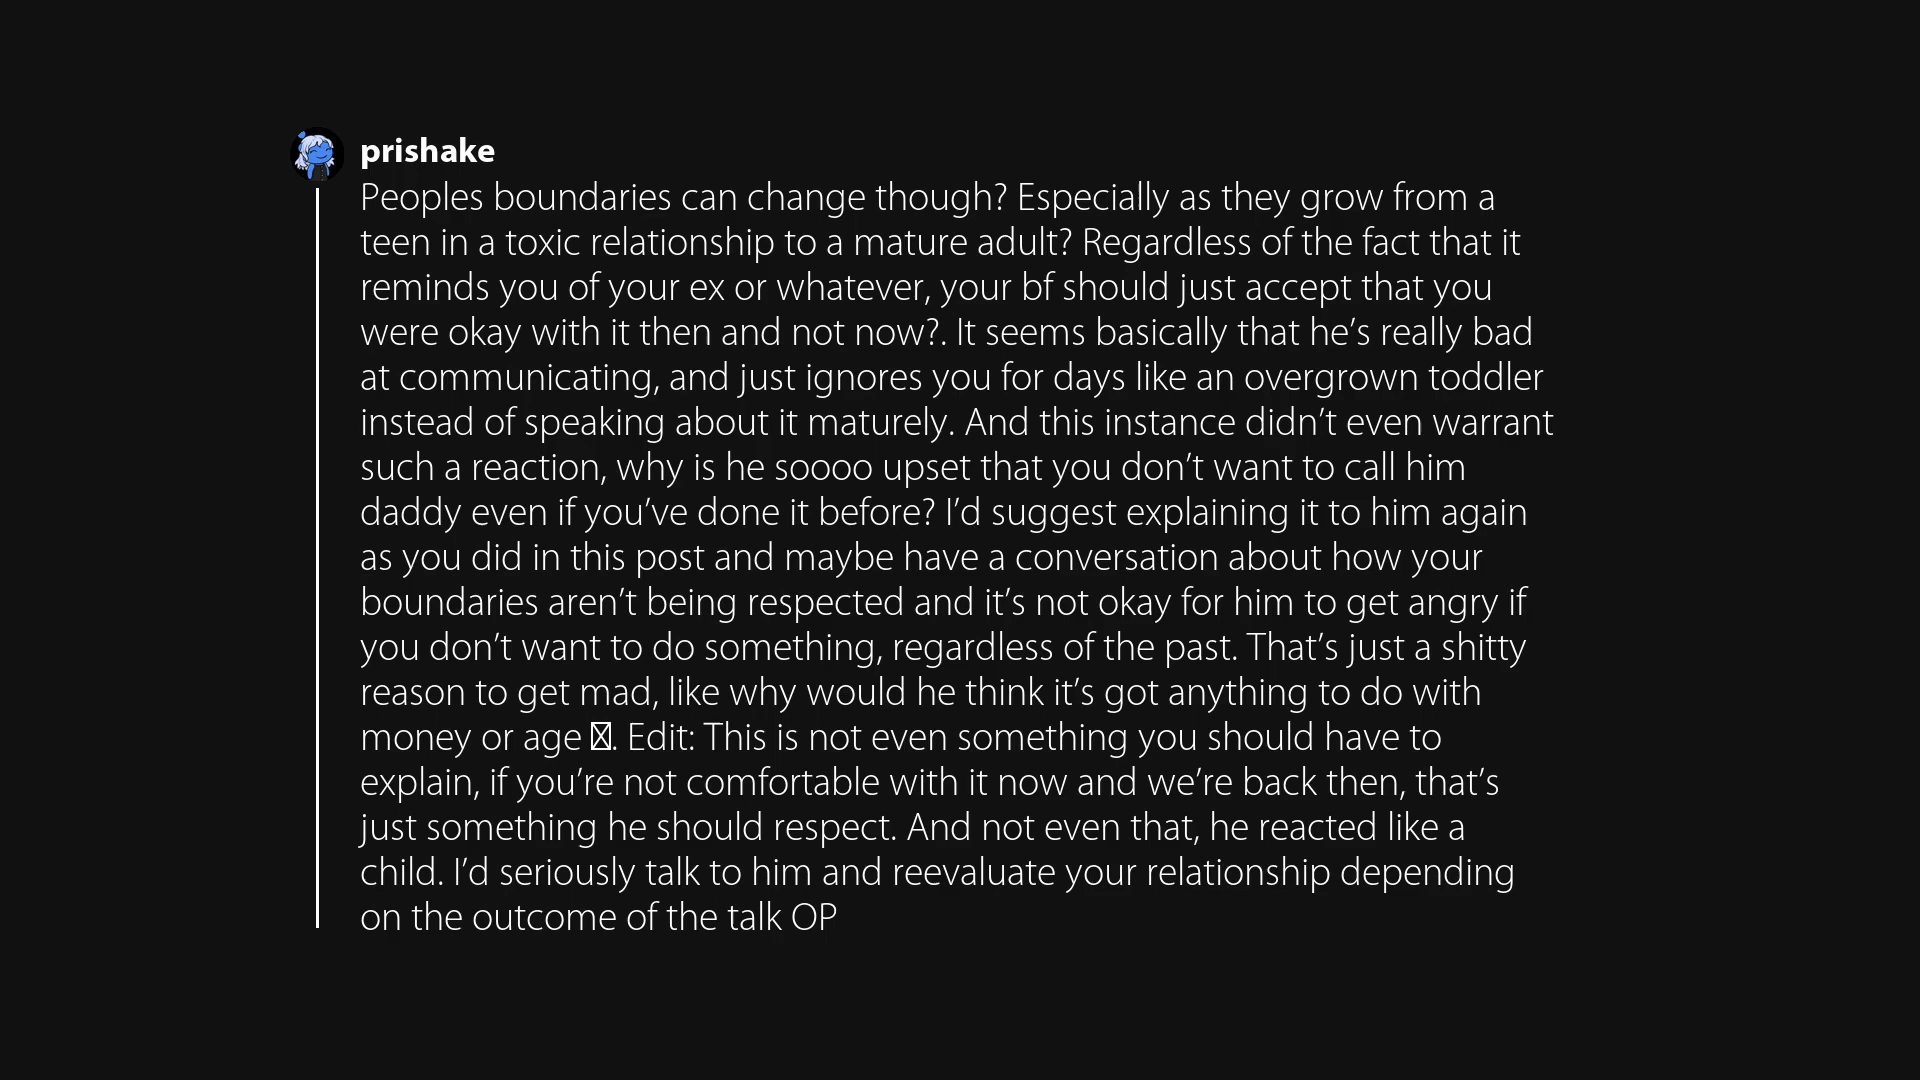 prishake
Peoples boundaries can change though? Especially as they grow from a
teen in a toxic relationship to a mature adult? Regardless of the fact that it
reminds you of your ex or whatever, your bf should just accept that you
were okay with it then and not now?. It seems basically that he’s really bad
at communicating, and just ignores you for days like an overgrown toddler
instead of speaking about it maturely. And this instance didn’t even warrant
such a reaction, why is he soooo upset that you don’t want to call him
daddy even if you’ve done it before? I’d suggest explaining it to him again
as you did in this post and maybe have a conversation about how your
boundaries aren’t being respected and it’s not okay for him to get angry if
you don’t want to do something, regardless of the past. That’s just a shitty
reason to get mad, like why would he think it’s got anything to do with
money or age . Edit: This is not even something you should have to
explain, if you’re not comfortable with it now and we’re back then, that’s
just something he should respect. And not even that, he reacted like a
child. I’d seriously talk to him and reevaluate your relationship depending
on the outcome of the talk OP